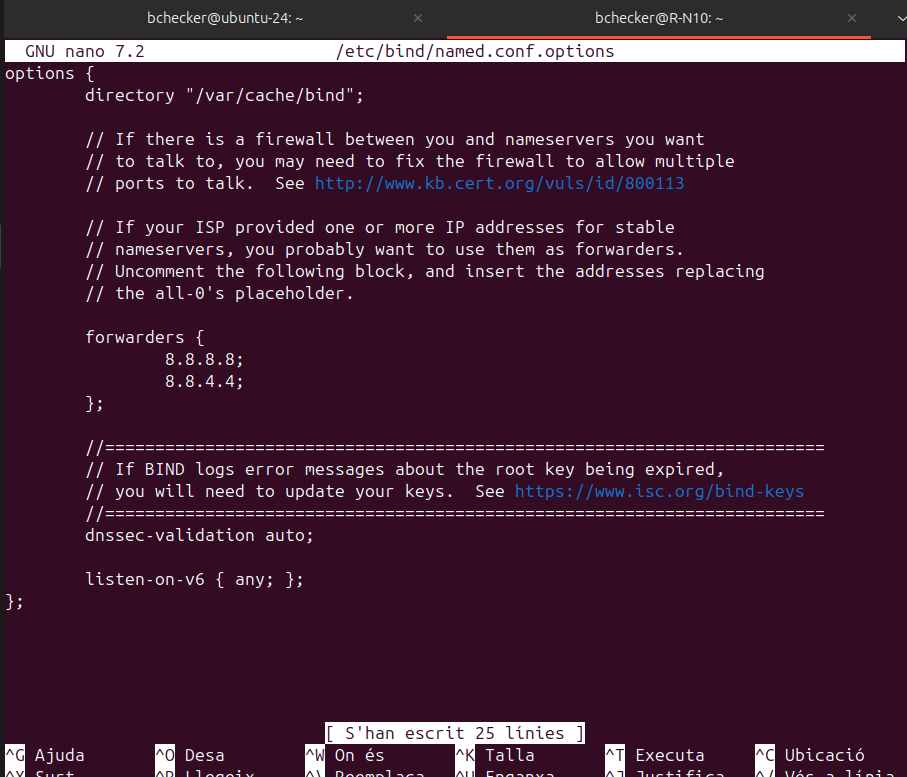 bchecker@ubuntu-24: ~ × bchecker@R-N10: ~ ×
GNU nano 7.2 /etc/bind/named.conf.options
options {
directory "/var/cache/bind";
// If there is a firewall between you and nameservers you want
// to talk to, you may need to fix the firewall to allow multiple
// ports to talk.  See http://www.kb.cert.org/vuls/id/800113
// If your ISP provided one or more IP addresses for stable
// nameservers, you probably want to use them as forwarders.
// Uncomment the following block, and insert the addresses replacing
// the all-0's placeholder.
forwarders {
8.8.8.8;
8.8.4.4;
};
//========================================================================
// If BIND logs error messages about the root key being expired,
// you will need to update your keys.  See https://www.isc.org/bind-keys
//========================================================================
dnssec-validation auto;
listen-on-v6 { any; };
};
[ S'han escrit 25 línies ]
^G Ajuda ^O Desa ^W On és ^K Talla ^T Executa ^C Ubicació
^X Surt ^R Llegeix ^\ Reemplaça ^U Enganxa ^J Justifica ^/ Vés a línia